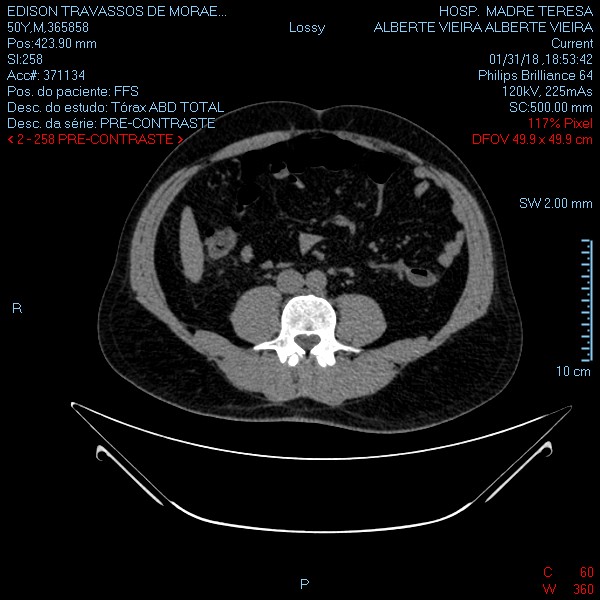 EDISON TRAVASSOS DE MORAE...
50Y,M,365858
Pos:423.90 mm
Sl:258
Acc#: 371134
Pos. do paciente: FFS
Desc. do estudo: Tórax ABD TOTAL
Desc. da série: PRE-CONTRASTE
< 2 - 258 PRE-CONTRASTE >
Lossy
HOSP. MADRE TERESA
ALBERTE VIEIRA ALBERTE VIEIRA
Current
01/31/18 ,18:53:42
Philips Brilliance 64
120kV, 225mAs
SC:500.00 mm
117% Pixel
DFOV 49.9 x 49.9 cm
SW 2.00 mm
R
10 cm
P
C 60
W 360